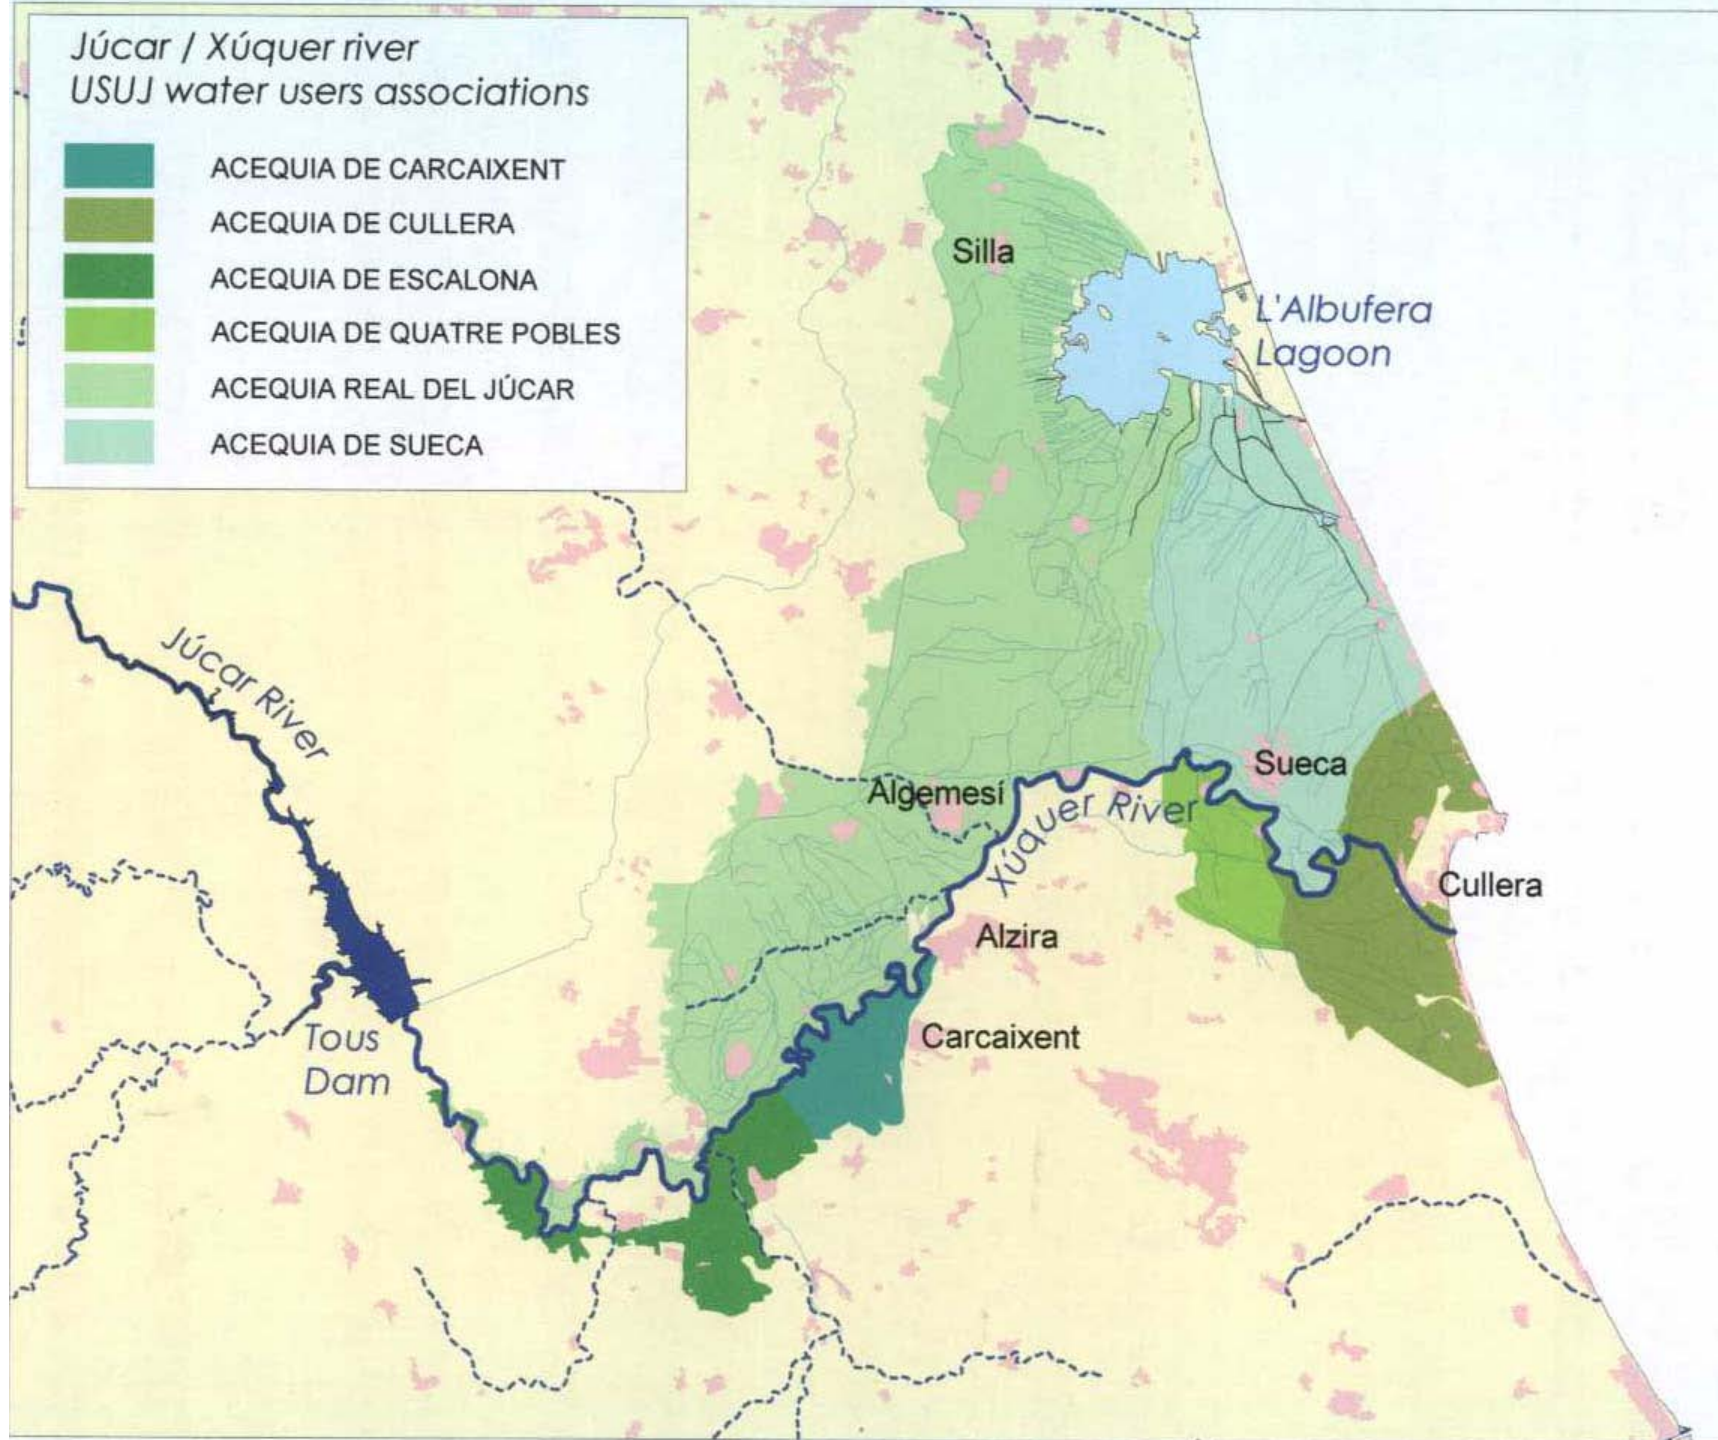 Júcar / Xúquer river
USUJ water users associations
ACEQUIA DE CARCAIXENT
ACEQUIA DE CULLERA
ACEQUIA DE ESCALONA
ACEQUIA DE QUATRE POBLES
ACEQUIA REAL DEL JÚCAR
ACEQUIA DE SUECA
Silla
L'Albufera
Lagoon
Júcar River
Sueca
Algemesí
Xúquer River
Cullera
Alzira
Carcaixent
Tous
Dam